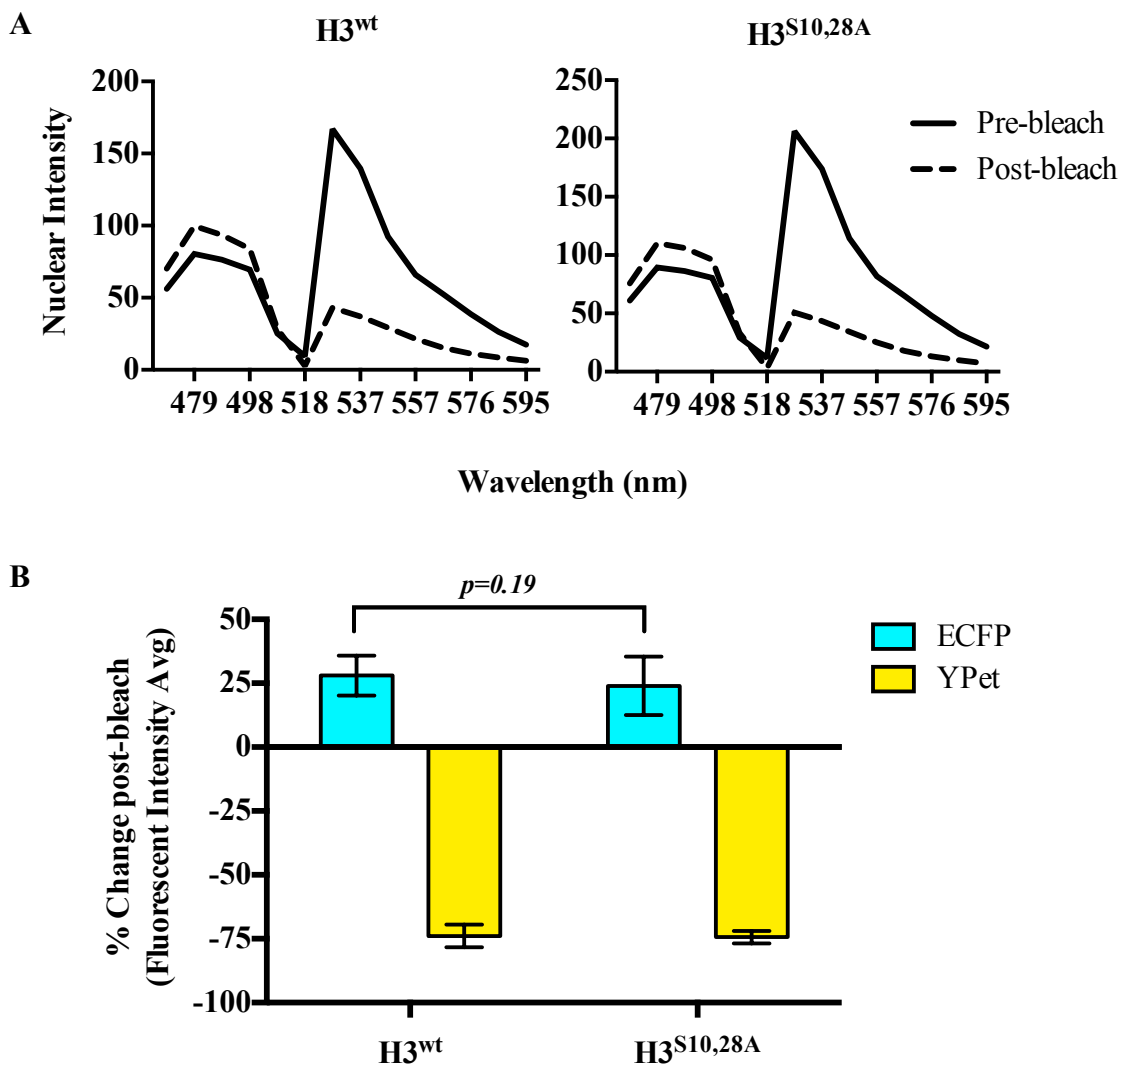 A
H3wt
H3S10,28A
Nuclear Intensity
200
150
100
50
0
479 498 518 537 557 576 595
250
200
150
100
50
0
479 498 518 537 557 576 595
Pre-bleach
Post-bleach
Wavelength (nm)
B
p=0.19
% Change post-bleach
(Fluorescent Intensity Avg)
50
25
0
-25
-50
-75
-100
ECFP
YPet
H3wt
H3S10,28A